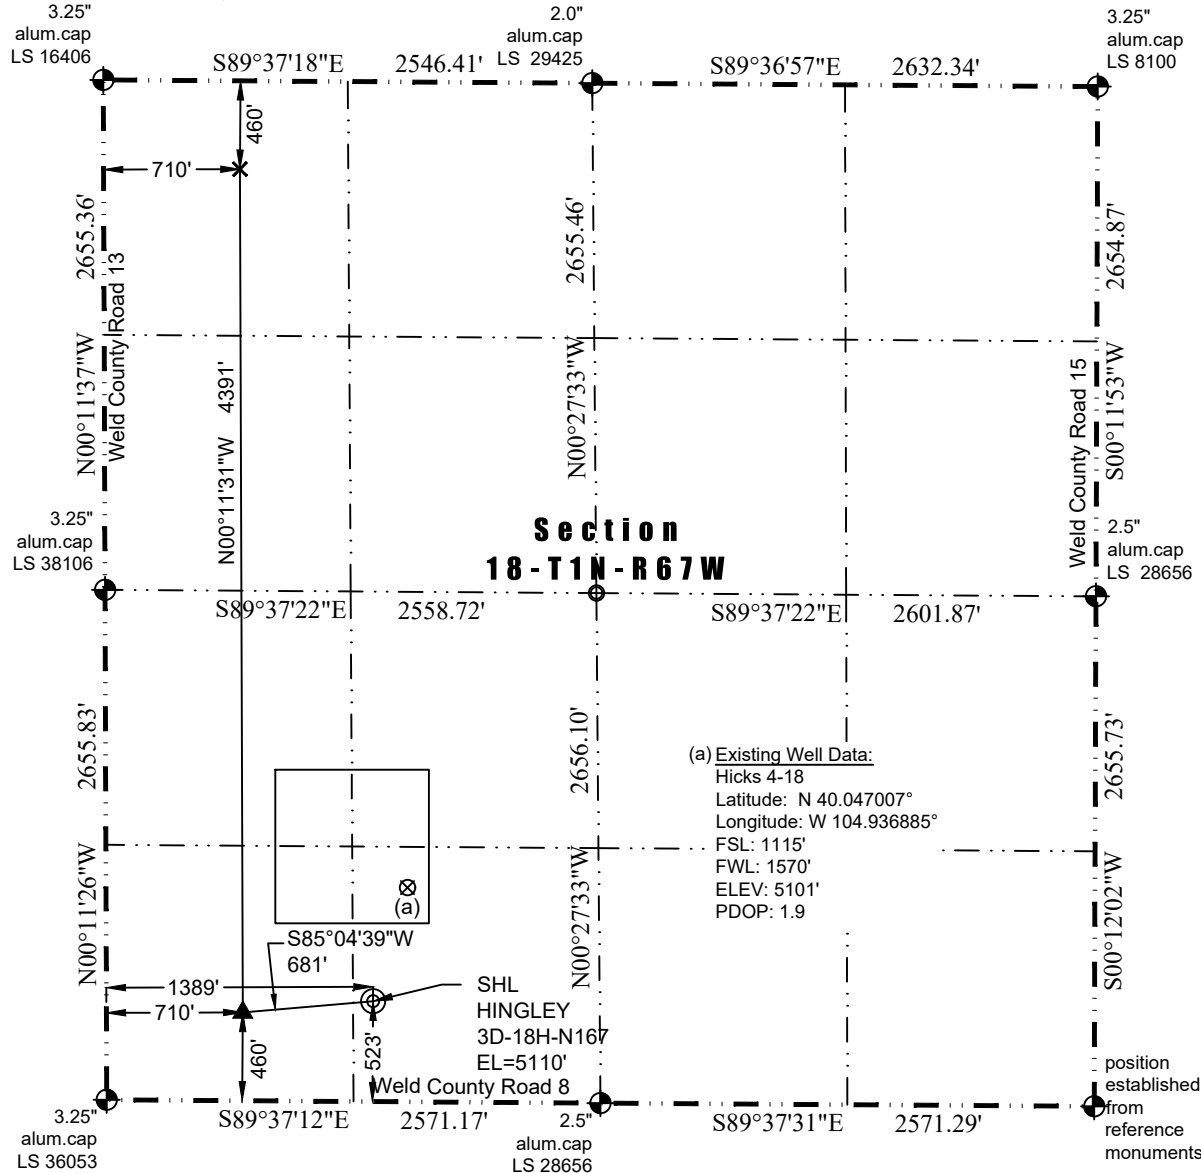 3.25"
alum.cap
LS 16406
2.0"
alum.cap
LS 29425
3.25"
alum.cap
LS 8100
S89°37'18"E 2546.41'
S89°36'57"E 2632.34'
460'
710'
2655.36'
Weld County Road 13
N00°11'37"W
2655.46'
N00°27'33"W
2654.87'
S00°11'53"W
Weld County Road 15
N00°11'31"W 4391'
Section
18-T1N-R67W
3.25"
alum.cap
LS 38106
2.5"
alum.cap
LS 28656
S89°37'22"E 2558.72'
S89°37'22"E 2601.87'
2655.83'
N00°11'26"W
2656.10'
N00°27'33"W
2655.73'
S00°12'02"W
(a) Existing Well Data:
Hicks 4-18
Latitude: N 40.047007°
Longitude: W 104.936885°
FSL: 1115'
FWL: 1570'
ELEV: 5101'
PDOP: 1.9
(a)
S85°04'39"W
681'
1389'
710'
460'
523'
SHL
HINGLEY
3D-18H-N167
EL=5110'
Weld County Road 8
S89°37'12"E 2571.17'
S89°37'31"E 2571.29'
3.25"
alum.cap
LS 36053
2.5"
alum.cap
LS 28656
position
established
from
reference
monuments